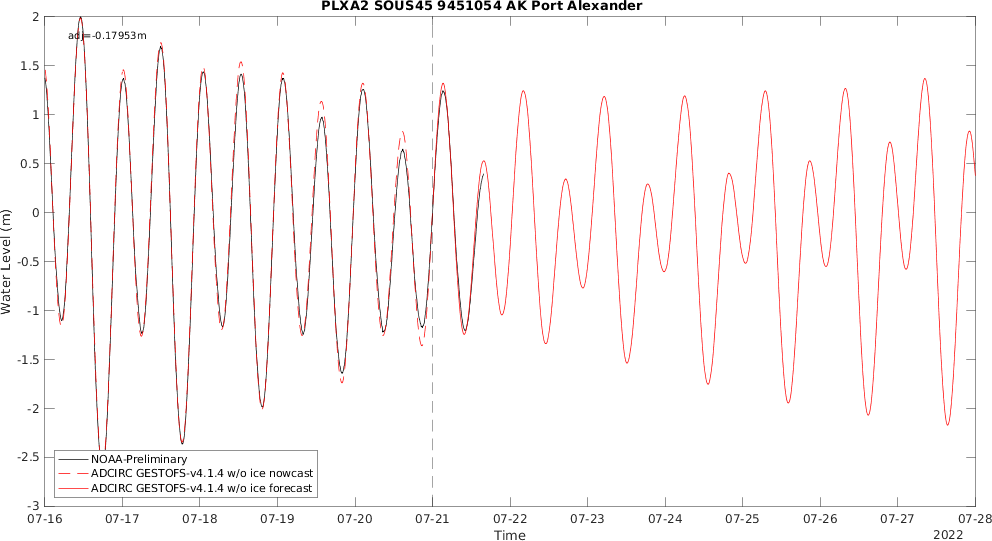 PLXA2 SOUS45 9451054 AK Port Alexander
adj=-0.17953m
Water Level (m)
2
1.5
1
0.5
0
-0.5
-1
-1.5
-2
-2.5
-3
NOAA-Preliminary
ADCIRC GESTOFS-v4.1.4 w/o ice nowcast
ADCIRC GESTOFS-v4.1.4 w/o ice forecast
07-16 07-17 07-18 07-19 07-20 07-21 07-22 07-23 07-24 07-25 07-26 07-27 07-28
Time
2022